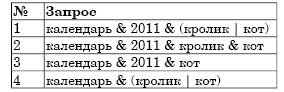 № Запрос
1 календарь & 2011 & (кролик | кот)
2 календарь & 2011 & кролик & кот
3 календарь & 2011 & кот
4 календарь & (кролик | кот)